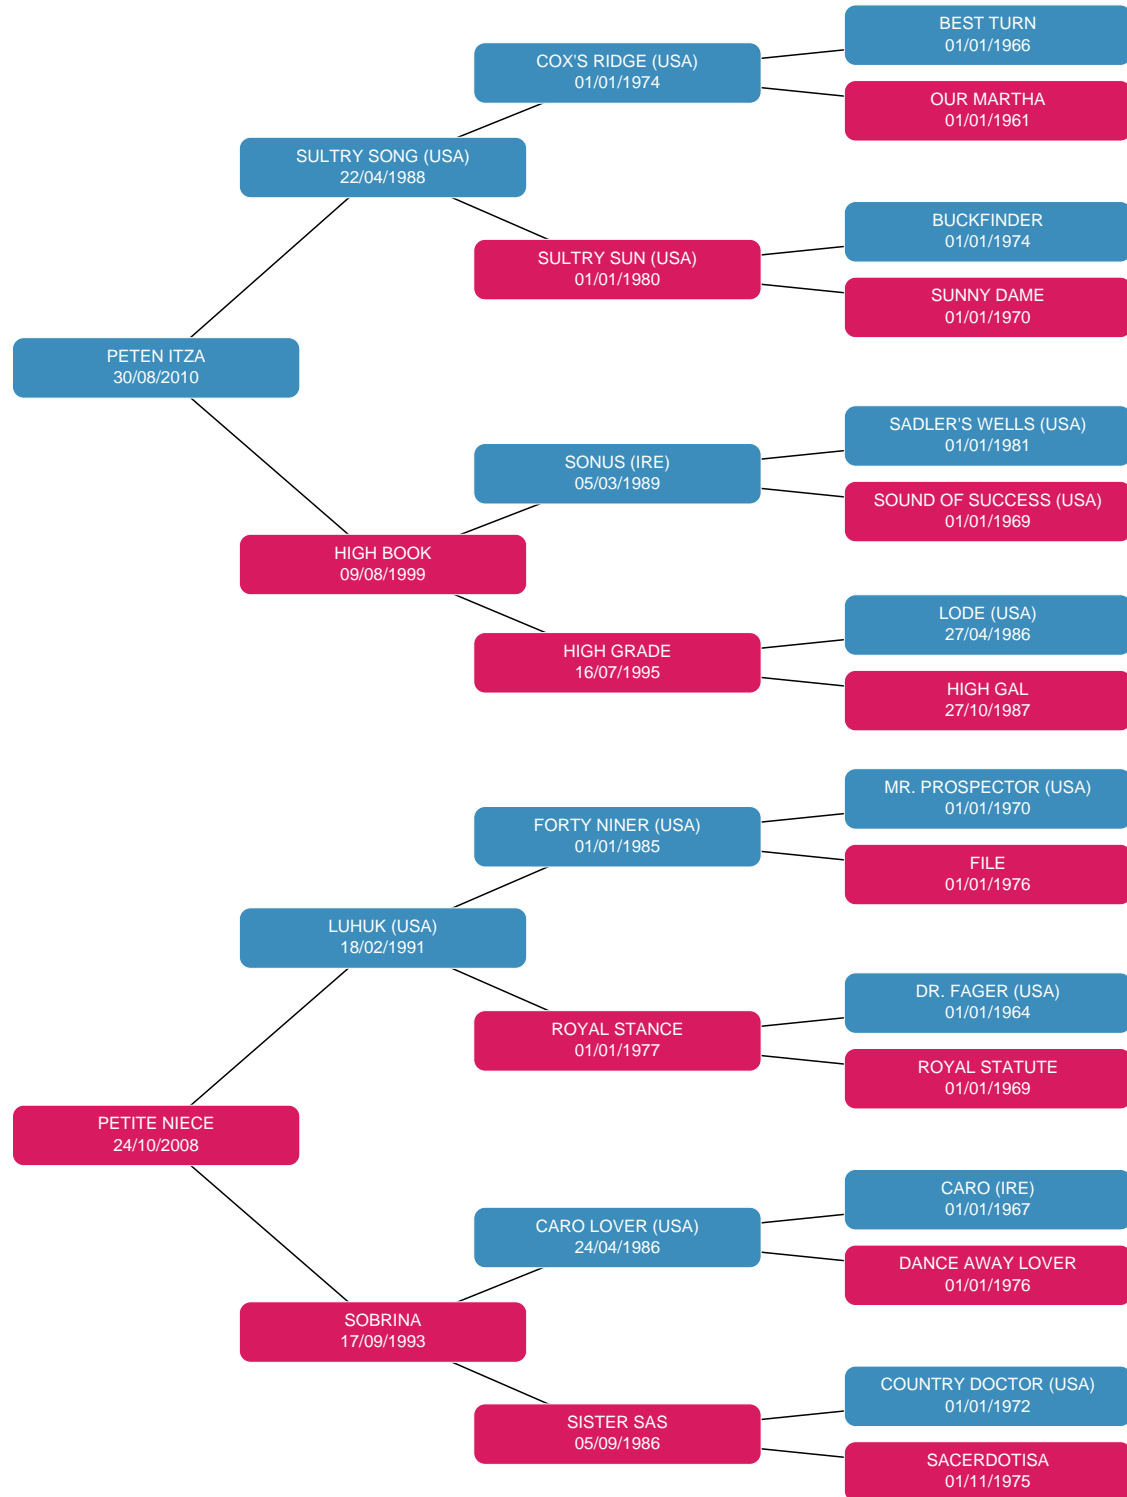 BEST TURN
01/01/1966
COX'S RIDGE (USA)
01/01/1974
OUR MARTHA
01/01/1961
SULTRY SONG (USA)
22/04/1988
BUCKFINDER
01/01/1974
SULTRY SUN (USA)
01/01/1980
SUNNY DAME
01/01/1970
PETEN ITZA
30/08/2010
SADLER'S WELLS (USA)
01/01/1981
SONUS (IRE)
05/03/1989
SOUND OF SUCCESS (USA)
01/01/1969
HIGH BOOK
09/08/1999
LODE (USA)
27/04/1986
HIGH GRADE
16/07/1995
HIGH GAL
27/10/1987
MR. PROSPECTOR (USA)
01/01/1970
FORTY NINER (USA)
01/01/1985
FILE
01/01/1976
LUHUK (USA)
18/02/1991
DR. FAGER (USA)
01/01/1964
ROYAL STANCE
01/01/1977
ROYAL STATUTE
01/01/1969
PETITE NIECE
24/10/2008
CARO (IRE)
01/01/1967
CARO LOVER (USA)
24/04/1986
DANCE AWAY LOVER
01/01/1976
SOBRINA
17/09/1993
COUNTRY DOCTOR (USA)
01/01/1972
SISTER SAS
05/09/1986
SACERDOTISA
01/11/1975